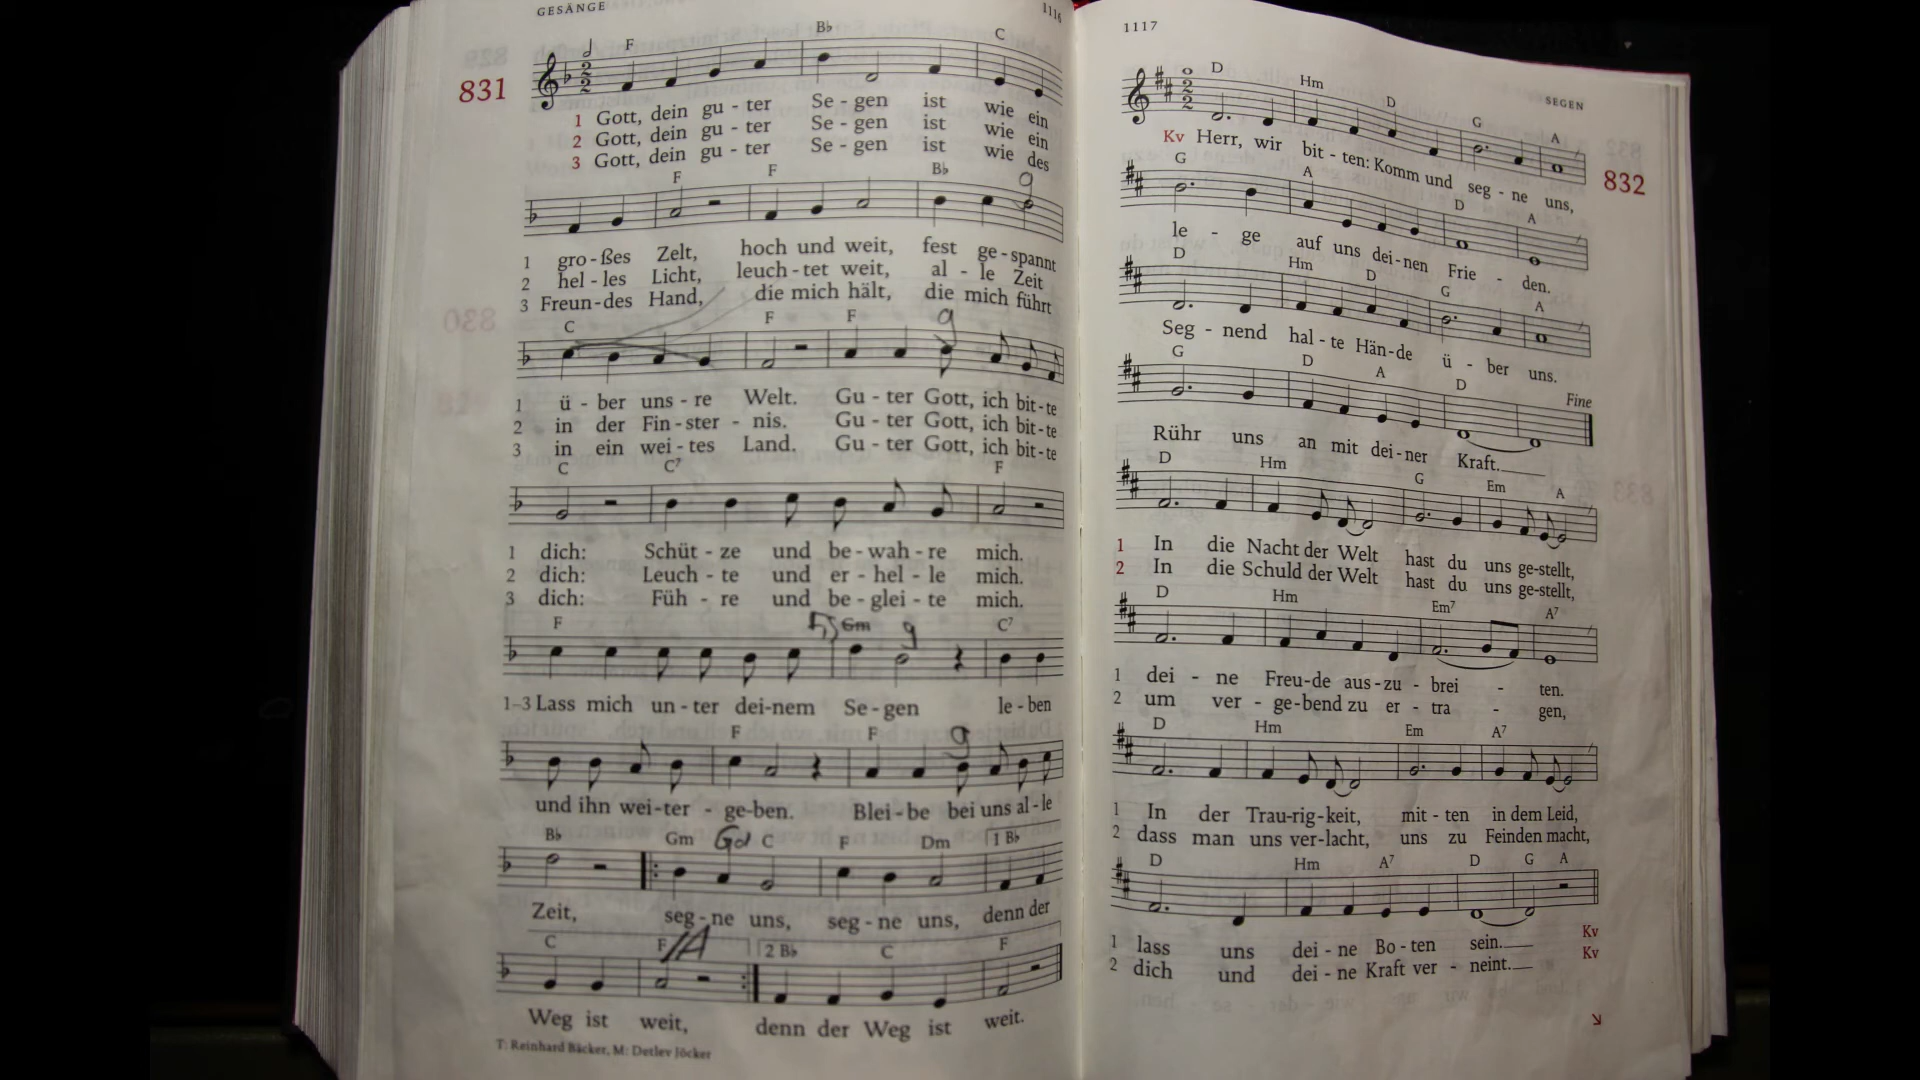 GESÄNGE 1116
831
F B♭ C
1 Gott, dein gu - ter Se - gen ist wie ein
2 Gott, dein gu - ter Se - gen ist wie ein
3 Gott, dein gu - ter Se - gen ist wie des
F F B♭ g
1 gro - ßes Zelt, hoch und weit, fest ge - spannt
2 hel - les Licht, leuch - tet weit, al - le Zeit
3 Freun - des Hand, die mich hält, die mich führt
C F F g
1 ü - ber uns - re Welt. Gu - ter Gott, ich bit - te
2 in der Fin - ster - nis. Gu - ter Gott, ich bit - te
3 in ein wei - tes Land. Gu - ter Gott, ich bit - te
C C7 F
1 dich: Schüt - ze und be - wah - re mich.
2 dich: Leuch - te und er - hel - le mich.
3 dich: Füh - re und be - glei - te mich.
F Gm g C7
1–3 Lass mich un - ter dei - nem Se - gen le - ben
F F g
und ihn wei - ter - ge - ben. Blei - be bei uns al - le
B♭ Gm C F Dm 1 B♭
Zeit, seg - ne uns, seg - ne uns, denn der
C F /A 2 B♭ C F
Weg ist weit, denn der Weg ist weit.
T: Reinhard Bäcker, M: Detlev Jöcker
1117
SEGEN
832
D Hm D G A
Kv Herr, wir bit - ten: Komm und seg - ne uns,
G A D A
le - ge auf uns dei - nen Frie - den.
D Hm D G A
Seg - nend hal - te Hän - de ü - ber uns.
G D A D Fine
Rühr uns an mit dei - ner Kraft.
D Hm G Em A
1 In die Nacht der Welt hast du uns ge - stellt,
2 In die Schuld der Welt hast du uns ge - stellt,
D Hm Em7 A7
1 dei - ne Freu - de aus - zu - brei - ten.
2 um ver - ge - bend zu er - tra - gen,
D Hm Em A7
1 In der Trau - rig - keit, mit - ten in dem Leid,
2 dass man uns ver - lacht, uns zu Feinden macht,
D Hm A7 D G A
1 lass uns dei - ne Bo - ten sein. Kv
2 dich und dei - ne Kraft ver - neint. Kv